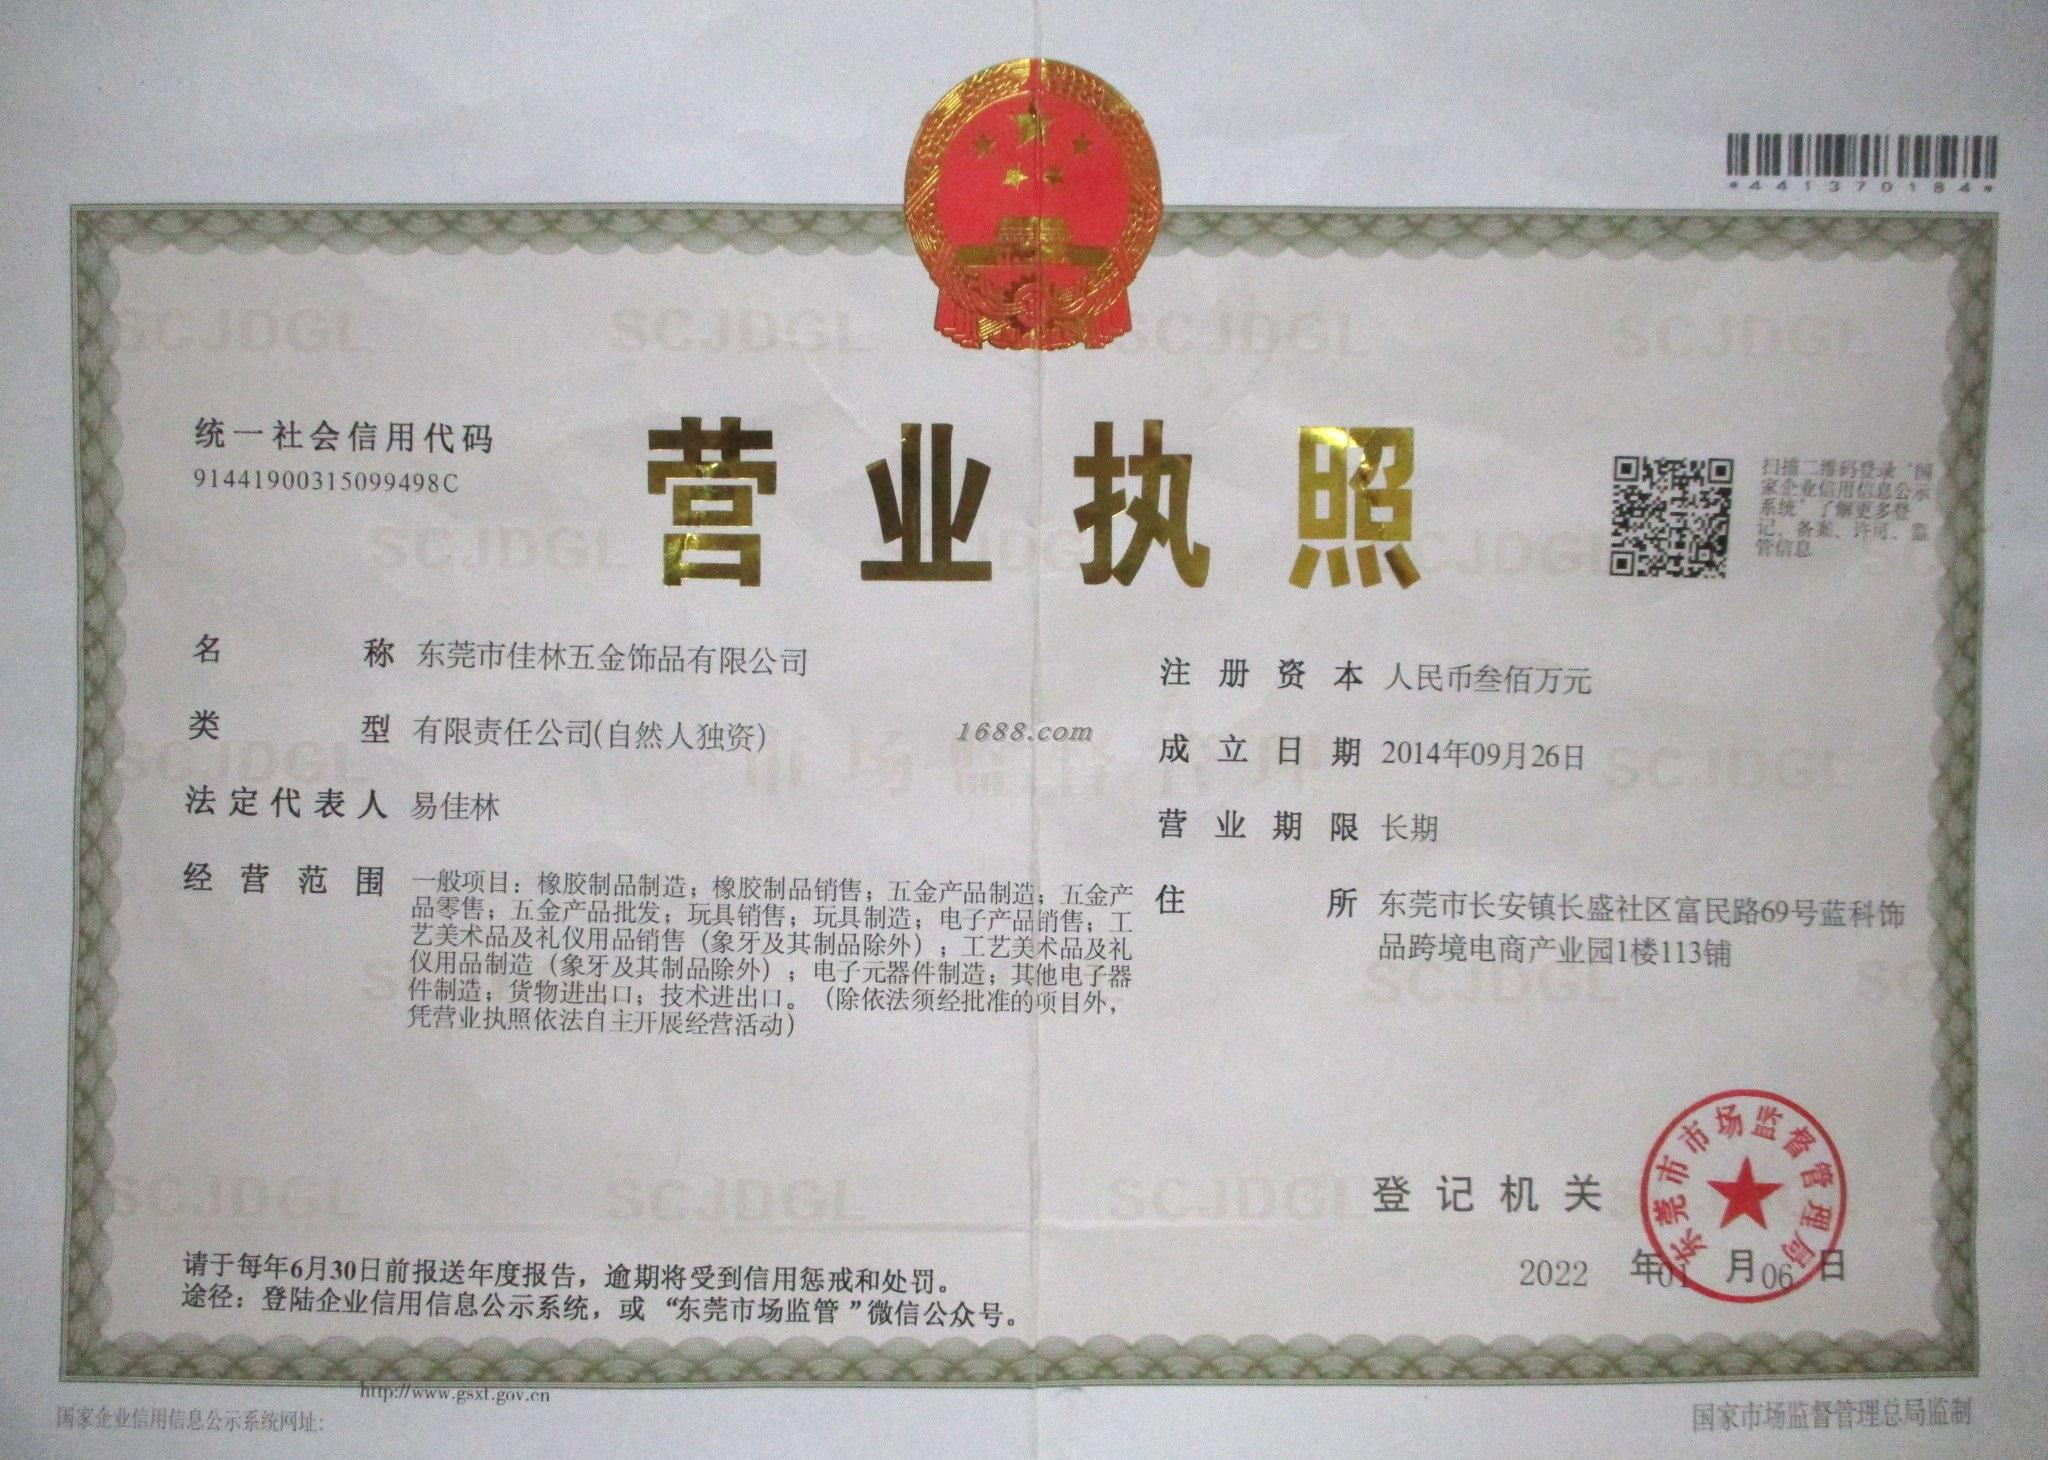 *441370184*
统一社会信用代码
91441900315099498C
营业执照
扫描二维码登录‘国
家企业信用信息公示
系统’了解更多登
记、备案、许可、监
管信息
名 称 东莞市佳林五金饰品有限公司
类 型 有限责任公司(自然人独资)
法定代表人 易佳林
经营范围 一般项目：橡胶制品制造；橡胶制品销售；五金产品制造；五金产
品零售；五金产品批发；玩具销售；玩具制造；电子产品销售；工
艺美术品及礼仪用品销售（象牙及其制品除外）；工艺美术品及礼
仪用品制造（象牙及其制品除外）；电子元器件制造；其他电子器
件制造；货物进出口；技术进出口。（除依法须经批准的项目外，
凭营业执照依法自主开展经营活动）
1688.com
注册资本 人民币叁佰万元
成立日期 2014年09月26日
营业期限 长期
住所 东莞市长安镇长盛社区富民路69号蓝科饰
品跨境电商产业园1楼113铺
登记机关
东莞市市场监督管理局
2022 年01 月06 日
请于每年6月30日前报送年度报告，逾期将受到信用惩戒和处罚。
途径：登陆企业信用信息公示系统，或“东莞市场监管”微信公众号。
http://www.gsxt.gov.cn
国家企业信用信息公示系统网址:
国家市场监督管理总局监制
SCJDGL